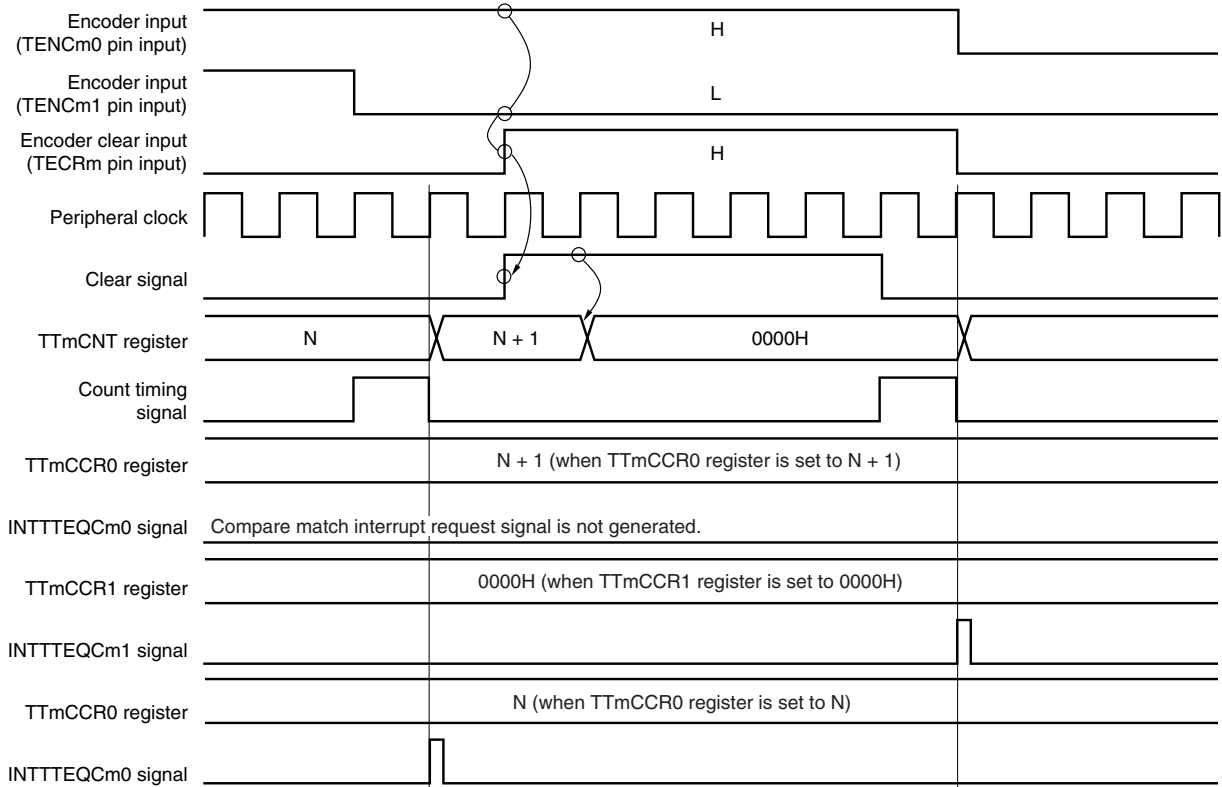 Encoder input
(TENCm0 pin input)
H
Encoder input
(TENCm1 pin input)
L
Encoder clear input
(TECRm pin input)
H
Peripheral clock
Clear signal
TTmCNT register
N
N + 1
0000H
Count timing
signal
TTmCCR0 register
N + 1 (when TTmCCR0 register is set to N + 1)
INTTTEQCm0 signal
Compare match interrupt request signal is not generated.
TTmCCR1 register
0000H (when TTmCCR1 register is set to 0000H)
INTTTEQCm1 signal
TTmCCR0 register
N (when TTmCCR0 register is set to N)
INTTTEQCm0 signal